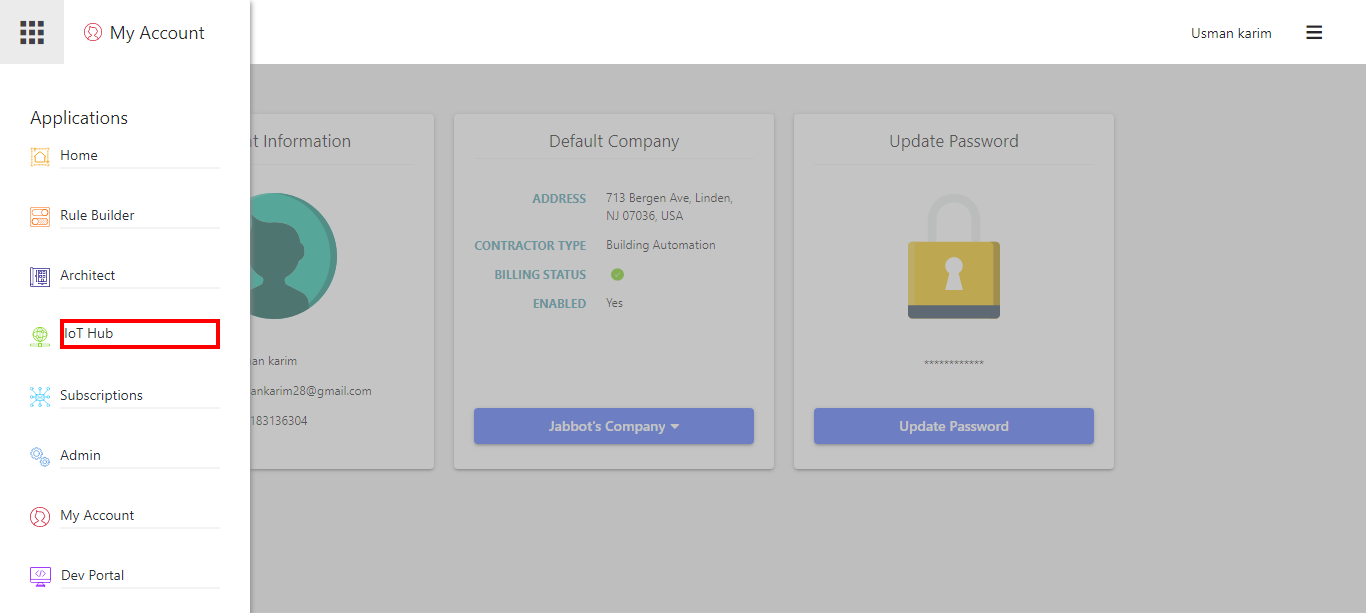 My Account
Usman karim
Applications
Home
Rule Builder
Architect
IoT Hub
Subscriptions
Admin
My Account
Dev Portal
Information
karim
ankarim28@gmail.com
183136304
Default Company
ADDRESS 713 Bergen Ave, Linden,
NJ 07036, USA
CONTRACTOR TYPE Building Automation
BILLING STATUS
ENABLED Yes
Jabbot's Company
Update Password
************
Update Password